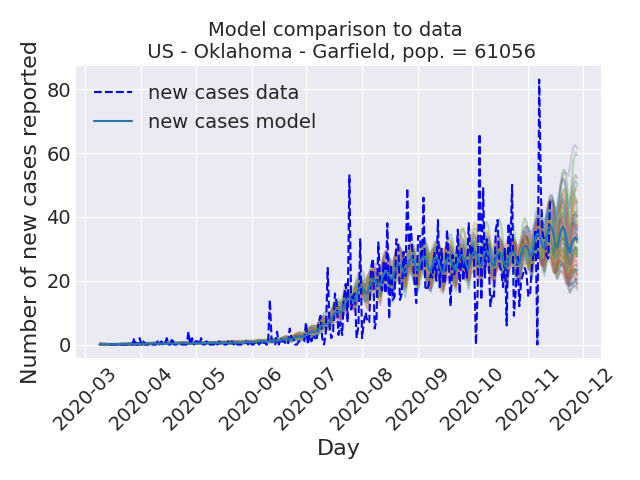 Model comparison to data
US - Oklahoma - Garfield, pop. = 61056
Number of new cases reported
80
60
40
20
0
new cases data
new cases model
2020-03
2020-04
2020-05
2020-06
2020-07
2020-08
2020-09
2020-10
2020-11
2020-12
Day